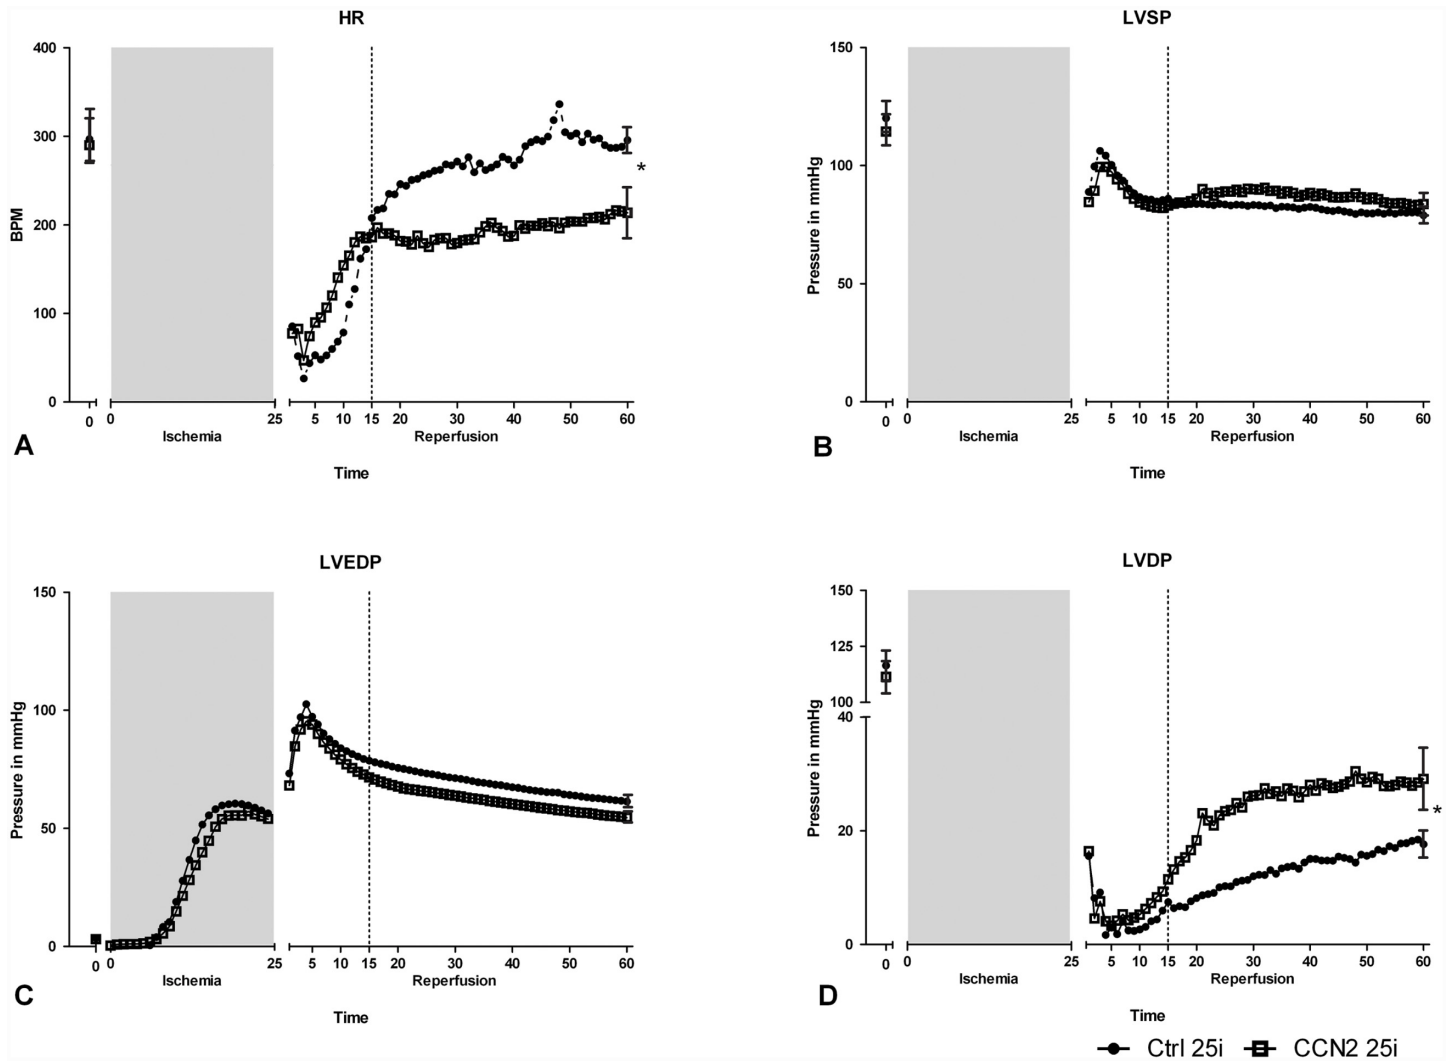 HR
400
300
200
100
0
BPM
0
0
25
5
10
15
20
30
40
50
60
Ischemia
Reperfusion
*
A
Time
LVSP
150
100
50
0
Pressure in mmHg
0
0
25
5
10
15
20
30
40
50
60
Ischemia
Reperfusion
B
Time
LVEDP
150
100
50
0
Pressure in mmHg
0
0
25
5
10
15
20
30
40
50
60
Ischemia
Reperfusion
C
Time
LVDP
150
125
100
40
20
0
Pressure in mmHg
0
0
25
5
10
15
20
30
40
50
60
Ischemia
Reperfusion
*
D
Time
Ctrl 25i CCN2 25i